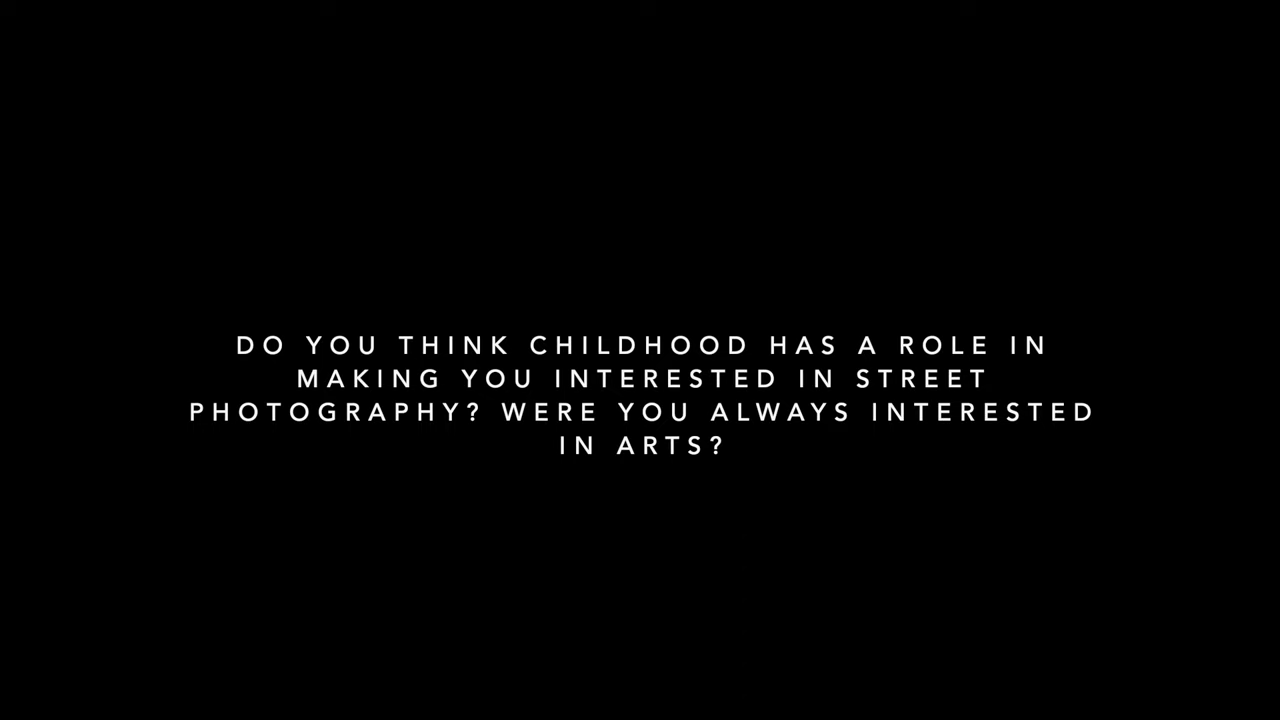 DO YOU THINK CHILDHOOD HAS A ROLE IN
MAKING YOU INTERESTED IN STREET
PHOTOGRAPHY? WERE YOU ALWAYS INTERESTED
IN ARTS?